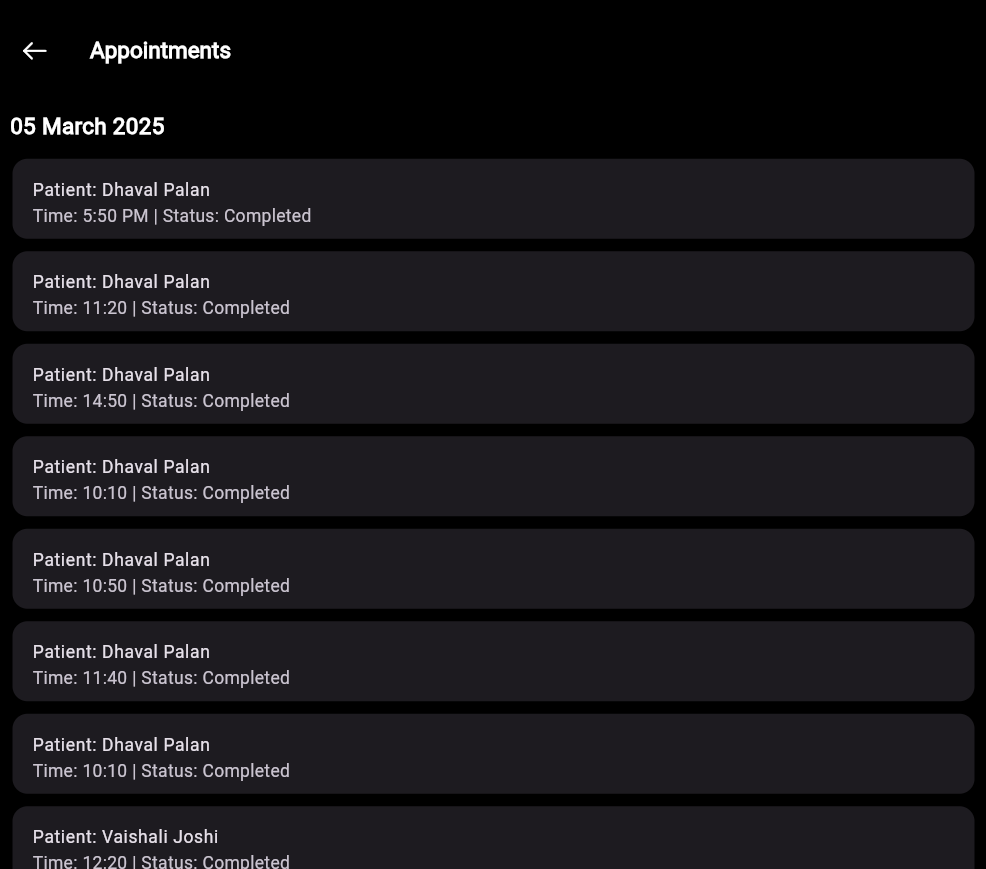 Appointments
05 March 2025
Patient: Dhaval Palan
Time: 5:50 PM | Status: Completed
Patient: Dhaval Palan
Time: 11:20 | Status: Completed
Patient: Dhaval Palan
Time: 14:50 | Status: Completed
Patient: Dhaval Palan
Time: 10:10 | Status: Completed
Patient: Dhaval Palan
Time: 10:50 | Status: Completed
Patient: Dhaval Palan
Time: 11:40 | Status: Completed
Patient: Dhaval Palan
Time: 10:10 | Status: Completed
Patient: Vaishali Joshi
Time: 12:20 | Status: Completed